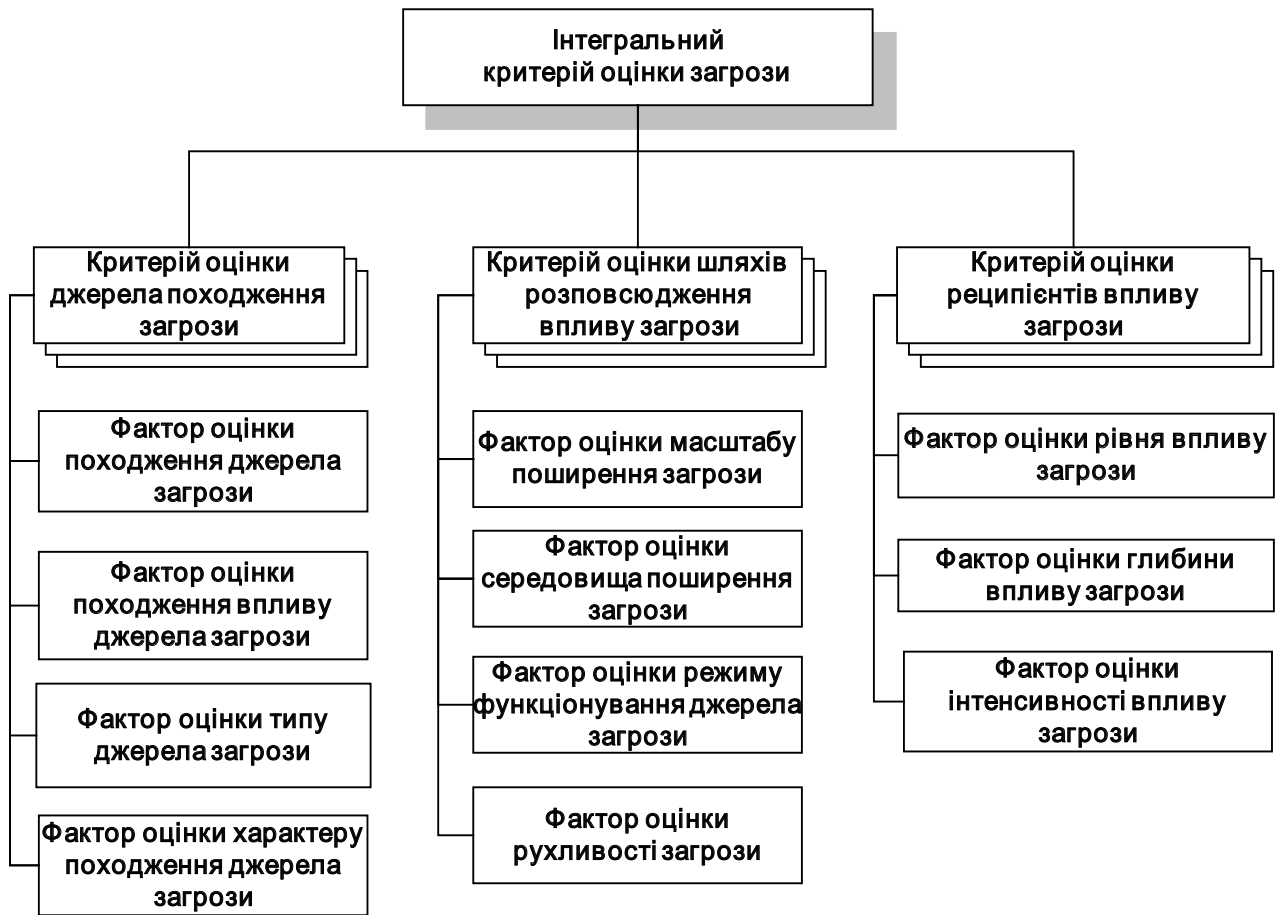 Інтегральний
критерій оцінки загрози
Критерій оцінки
джерела походження
загрози
Фактор оцінки
походження джерела
загрози
Фактор оцінки
походження впливу
джерела загрози
Фактор оцінки типу
джерела загрози
Фактор оцінки характеру
походження джерела
загрози
Критерій оцінки шляхів
розповсюдження
впливу загрози
Фактор оцінки масштабу
поширення загрози
Фактор оцінки
середовища поширення
загрози
Фактор оцінки режиму
функціонування джерела
загрози
Фактор оцінки
рухливості загрози
Критерій оцінки
реципієнтів впливу
загрози
Фактор оцінки рівня впливу
загрози
Фактор оцінки глибини
впливу загрози
Фактор оцінки
інтенсивності впливу
загрози